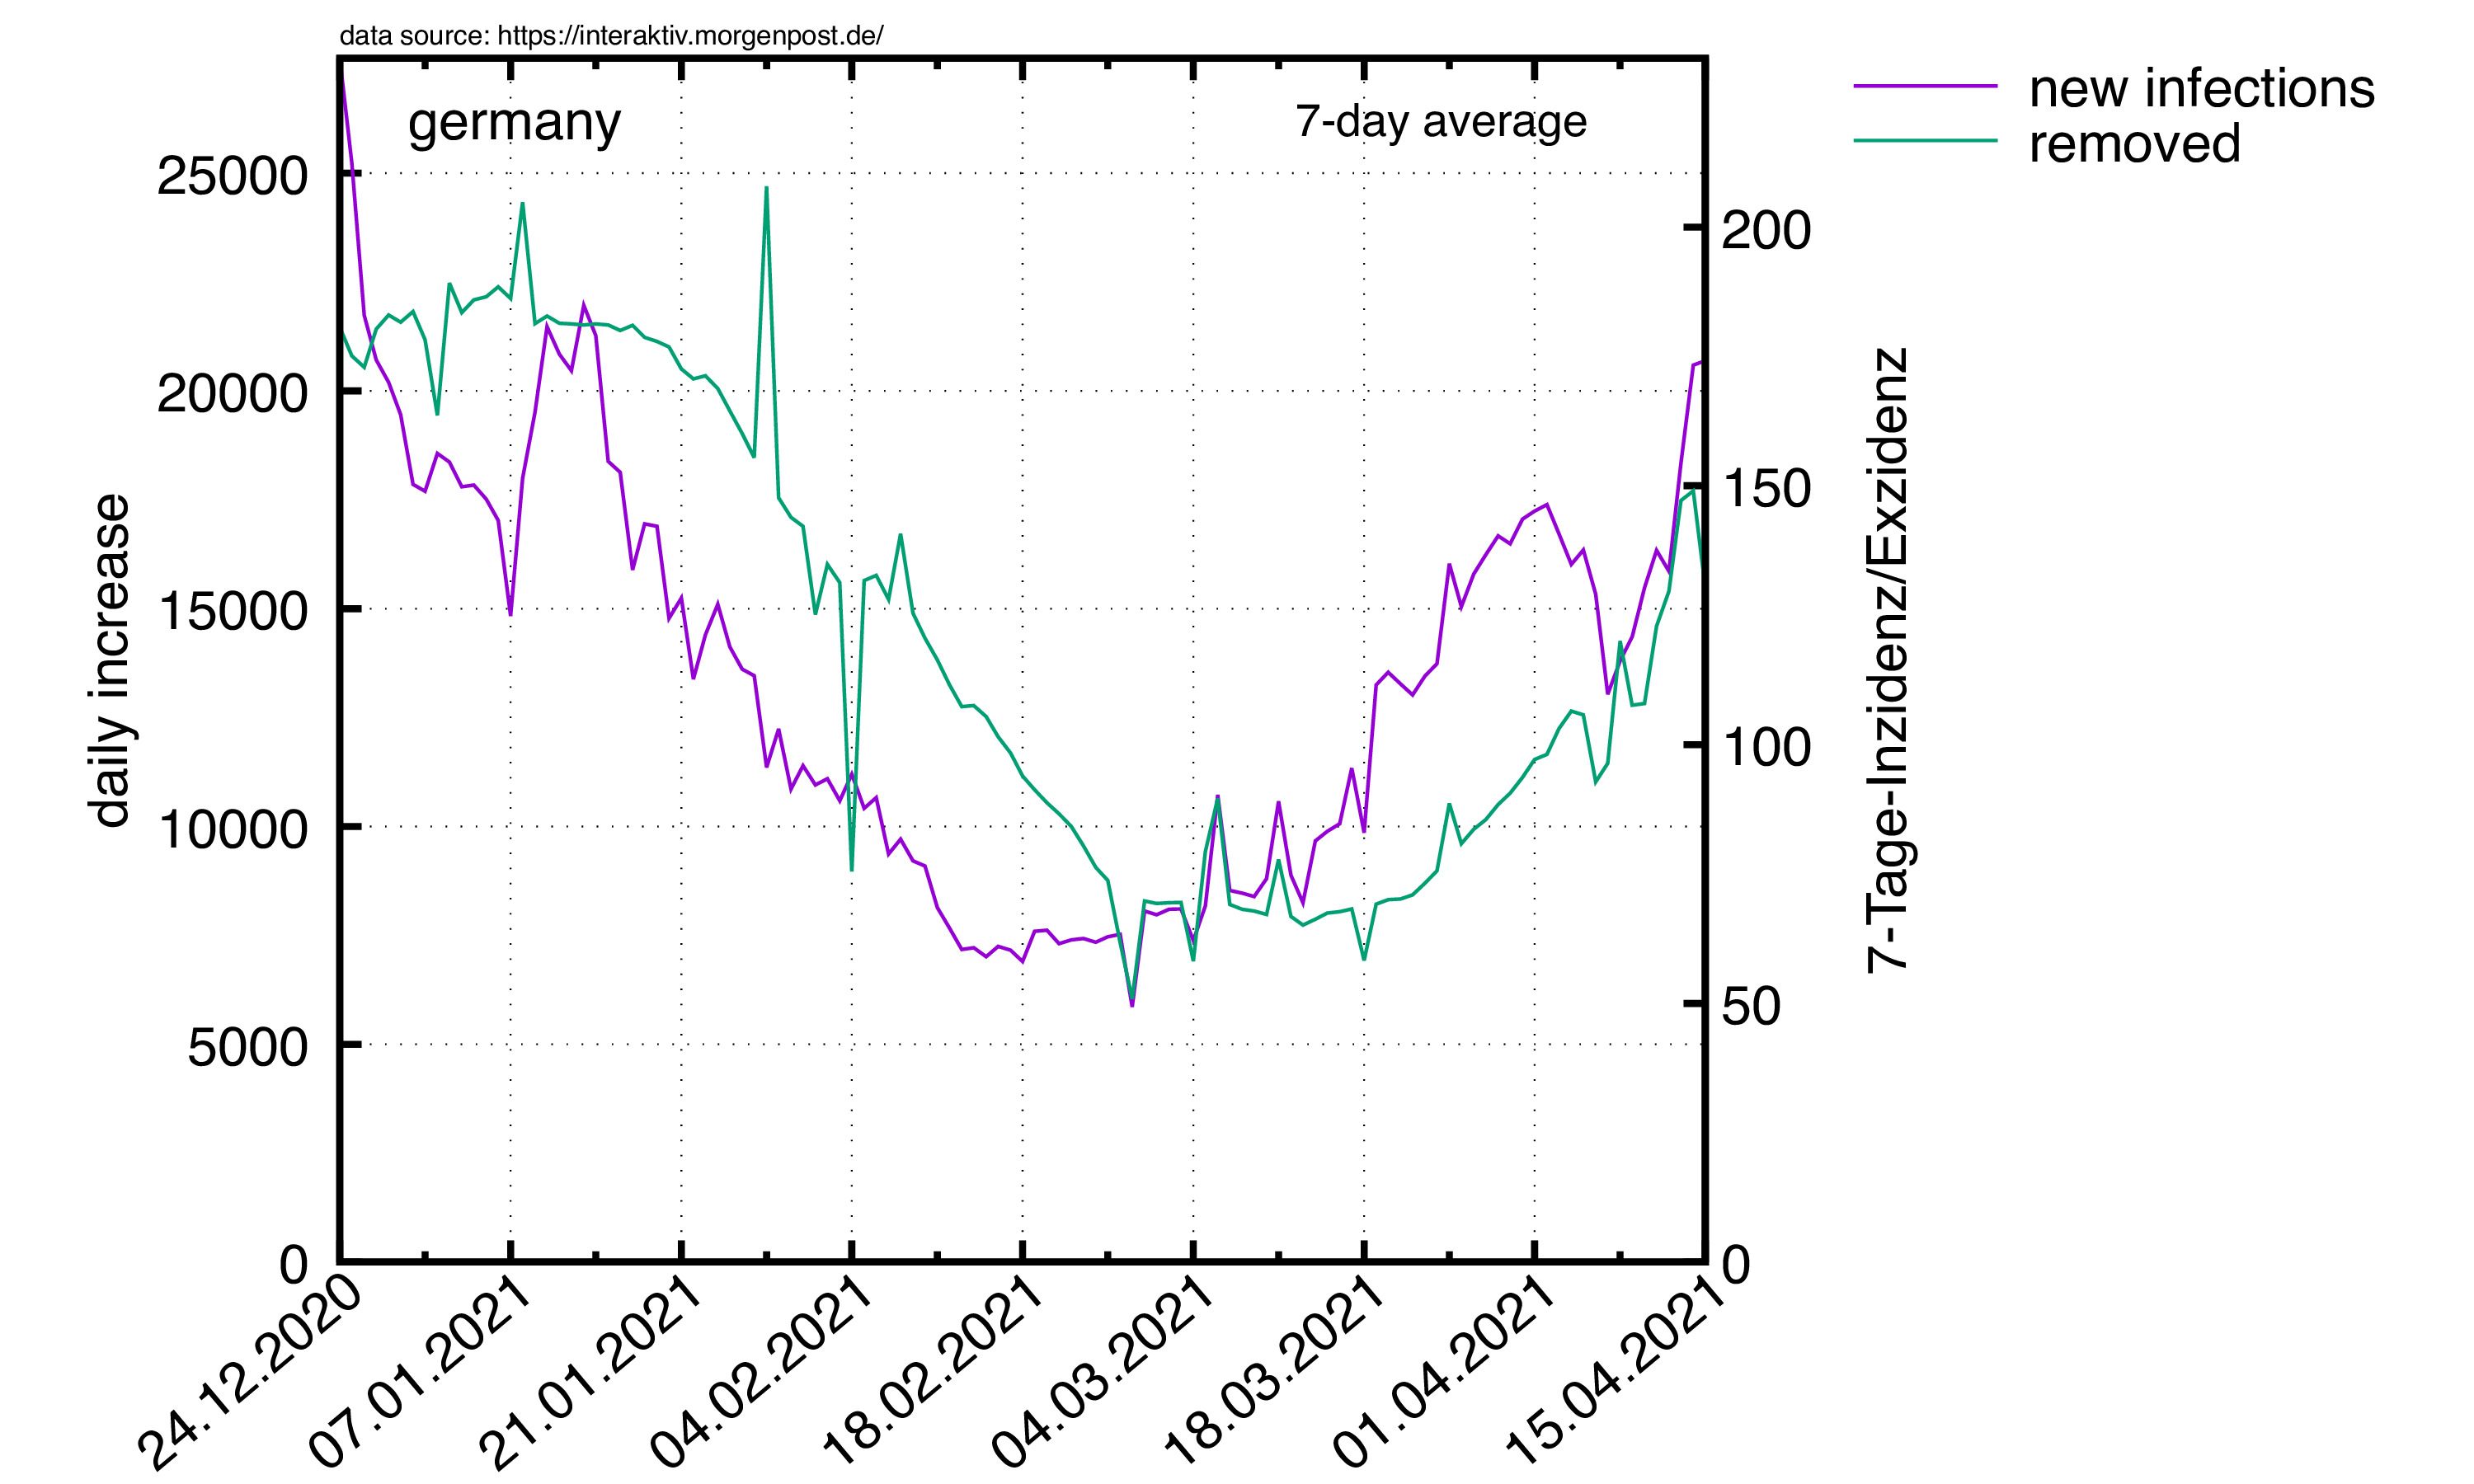 data source: https://interaktiv.morgenpost.de/
germany
7-day average
new infections
removed
daily increase
25000
20000
15000
10000
5000
0
200
150
100
50
0
7-Tage-Inzidenz/Exzidenz
24.12.2020
07.01.2021
21.01.2021
04.02.2021
18.02.2021
04.03.2021
18.03.2021
01.04.2021
15.04.2021